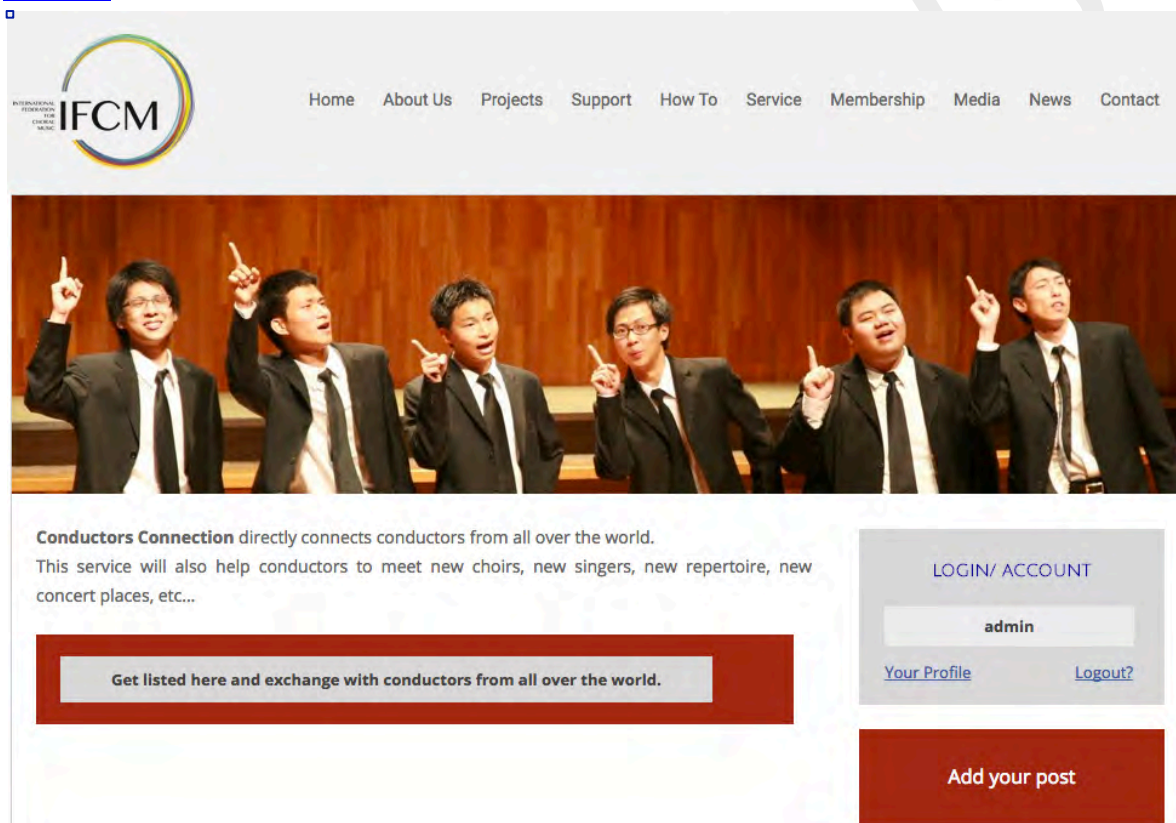 INTERNATIONAL
FEDERATION
FOR
CHORAL
MUSIC
IFCM
Home About Us Projects Support How To Service Membership Media News Contact
Conductors Connection directly connects conductors from all over the world.
This service will also help conductors to meet new choirs, new singers, new repertoire, new
concert places, etc...
Get listed here and exchange with conductors from all over the world.
LOGIN/ ACCOUNT
admin
Your Profile Logout?
Add your post